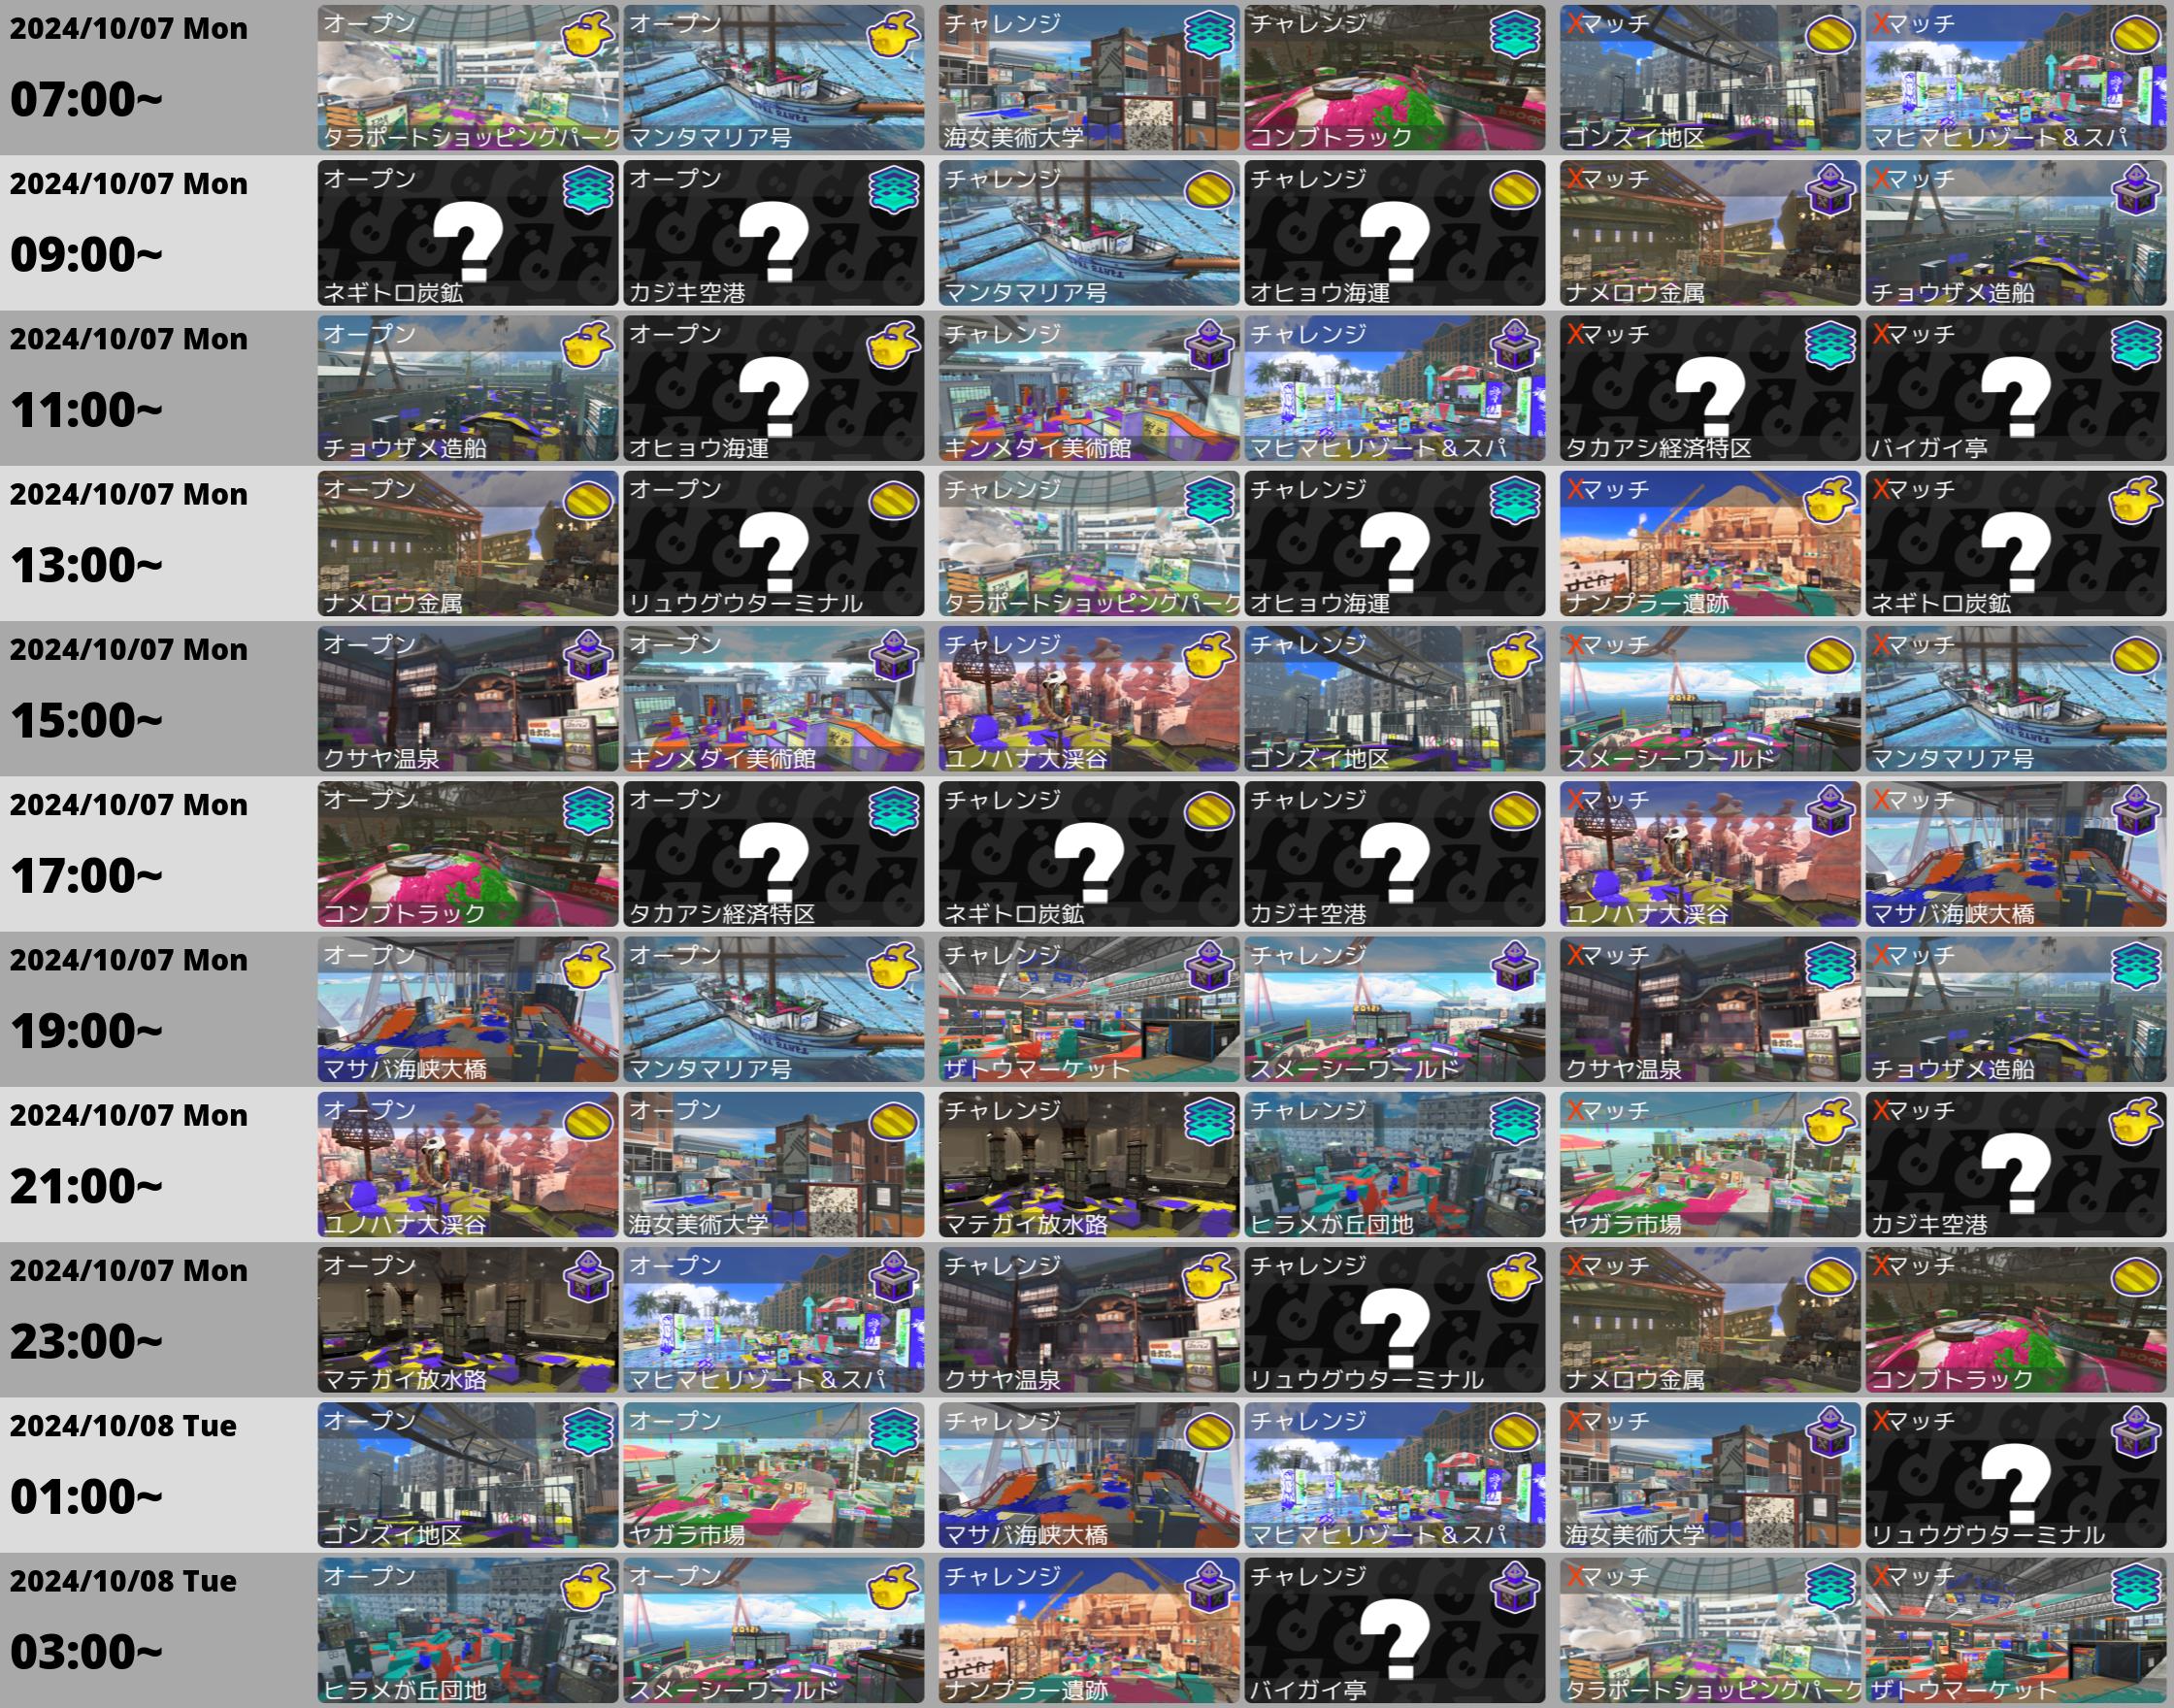 2024/10/07 Mon
07:00~
オープン
タラポートショッピングパーク
オープン
マンタマリア号
チャレンジ
海女美術大学
チャレンジ
コンブトラック
Xマッチ
ゴンズイ地区
Xマッチ
マヒマヒリゾート＆スパ
2024/10/07 Mon
09:00~
オープン
ネギトロ炭鉱
オープン
カジキ空港
チャレンジ
マンタマリア号
チャレンジ
オヒョウ海運
Xマッチ
ナメロウ金属
Xマッチ
チョウザメ造船
2024/10/07 Mon
11:00~
オープン
チョウザメ造船
オープン
オヒョウ海運
チャレンジ
キンメダイ美術館
チャレンジ
マヒマヒリゾート＆スパ
Xマッチ
タカアシ経済特区
Xマッチ
バイガイ亭
2024/10/07 Mon
13:00~
オープン
ナメロウ金属
オープン
リュウグウターミナル
チャレンジ
タラポートショッピングパーク
チャレンジ
オヒョウ海運
Xマッチ
ナンプラー遺跡
Xマッチ
ネギトロ炭鉱
2024/10/07 Mon
15:00~
オープン
クサヤ温泉
オープン
キンメダイ美術館
チャレンジ
ユノハナ大渓谷
チャレンジ
ゴンズイ地区
Xマッチ
スメーシーワールド
Xマッチ
マンタマリア号
2024/10/07 Mon
17:00~
オープン
コンブトラック
オープン
タカアシ経済特区
チャレンジ
ネギトロ炭鉱
チャレンジ
カジキ空港
Xマッチ
ユノハナ大渓谷
Xマッチ
マサバ海峡大橋
2024/10/07 Mon
19:00~
オープン
マサバ海峡大橋
オープン
マンタマリア号
チャレンジ
ザトウマーケット
チャレンジ
スメーシーワールド
Xマッチ
クサヤ温泉
Xマッチ
チョウザメ造船
2024/10/07 Mon
21:00~
オープン
ユノハナ大渓谷
オープン
海女美術大学
チャレンジ
マテガイ放水路
チャレンジ
ヒラメが丘団地
Xマッチ
ヤガラ市場
Xマッチ
カジキ空港
2024/10/07 Mon
23:00~
オープン
マテガイ放水路
オープン
マヒマヒリゾート＆スパ
チャレンジ
クサヤ温泉
チャレンジ
リュウグウターミナル
Xマッチ
ナメロウ金属
Xマッチ
コンブトラック
2024/10/08 Tue
01:00~
オープン
ゴンズイ地区
オープン
ヤガラ市場
チャレンジ
マサバ海峡大橋
チャレンジ
マヒマヒリゾート＆スパ
Xマッチ
海女美術大学
Xマッチ
リュウグウターミナル
2024/10/08 Tue
03:00~
オープン
ヒラメが丘団地
オープン
スメーシーワールド
チャレンジ
ナンプラー遺跡
チャレンジ
バイガイ亭
Xマッチ
タラポートショッピングパーク
Xマッチ
ザトウマーケット